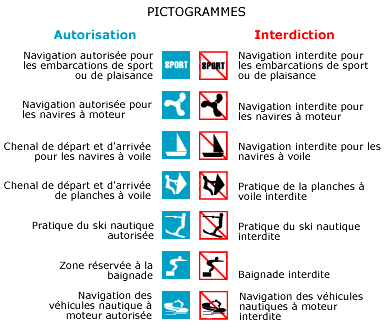 PICTOGRAMMES
Autorisation
Interdiction
Navigation autorisée pour
les embarcations de sport
ou de plaisance
SPORT
SPORT
Navigation interdite pour
les embarcations de sport
ou de plaisance
Navigation autorisée pour
les navires à moteur
Navigation interdite pour
les navires à moteur
Chenal de départ et d'arrivée
pour les navires à voile
Navigation interdite pour les
navires à voile
Chenal de départ et d'arrivée
de planches à voile
Pratique de la planches à
voile interdite
Pratique du ski nautique
autorisée
Pratique du ski nautique
interdite
Zone réservée à la
baignade
Baignade interdite
Navigation des
véhicules nautique à
moteur autorisée
Navigation des véhicules
nautiques à moteur
interdite